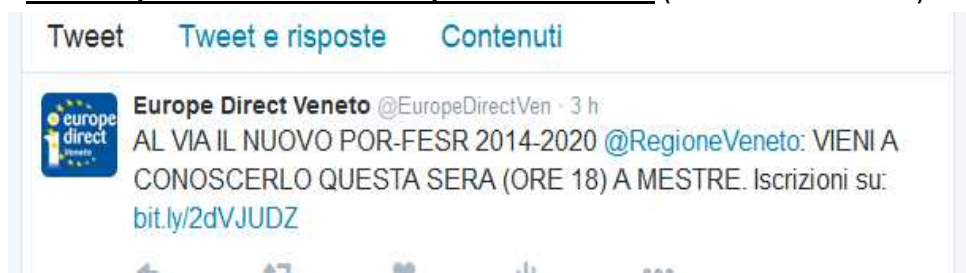 Tweet Tweet e risposte Contenuti
europe
direct
Veneto
Europe Direct Veneto @EuropeDirectVen · 3 h
AL VIA IL NUOVO POR-FESR 2014-2020 @RegioneVeneto: VIENI A
CONOSCERLO QUESTA SERA (ORE 18) A MESTRE. Iscrizioni su:
bit.ly/2dVJUDZ